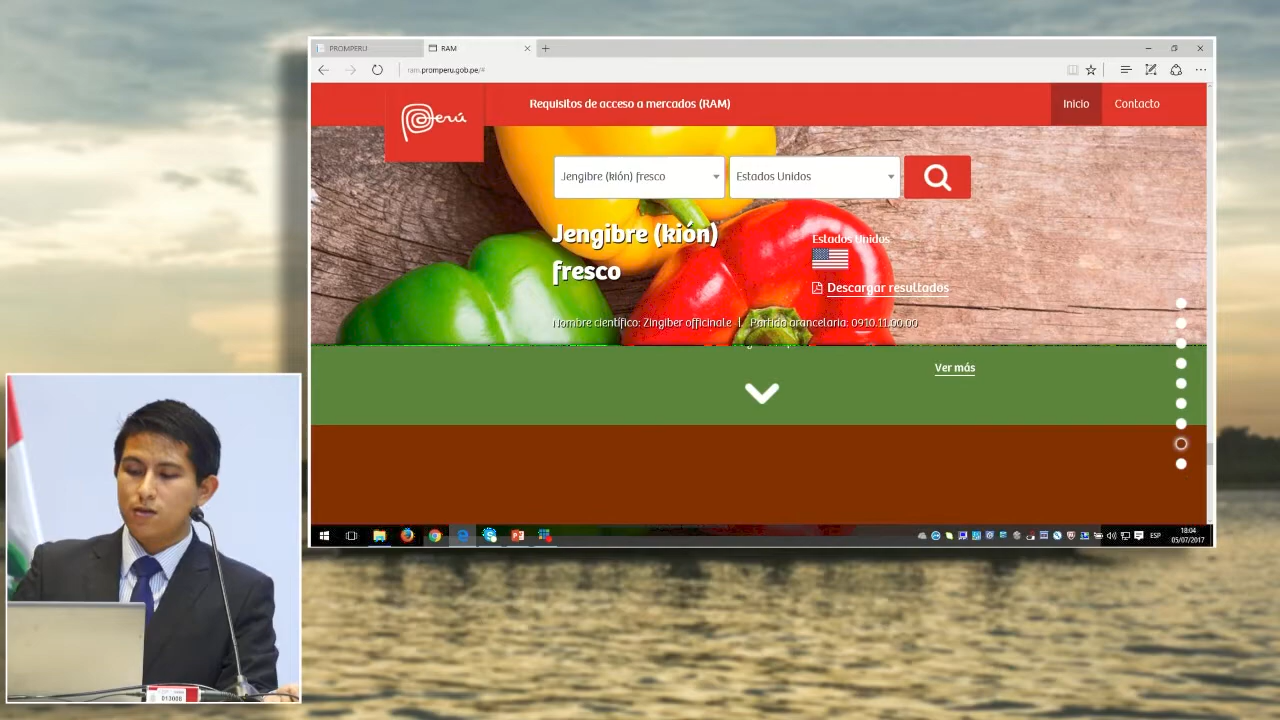 PROMPERU
RAM
ram.promperu.gob.pe/#
Perú
Requisitos de acceso a mercados (RAM)
Inicio
Contacto
Jengibre (kión) fresco
Estados Unidos
Jengibre (kión)
fresco
Estados Unidos
Descargar resultados
Nombre científico: Zingiber officinale | Partida arancelaria: 0910.11.00.00
Ver más
ESP
18:04
05/07/2017
013008